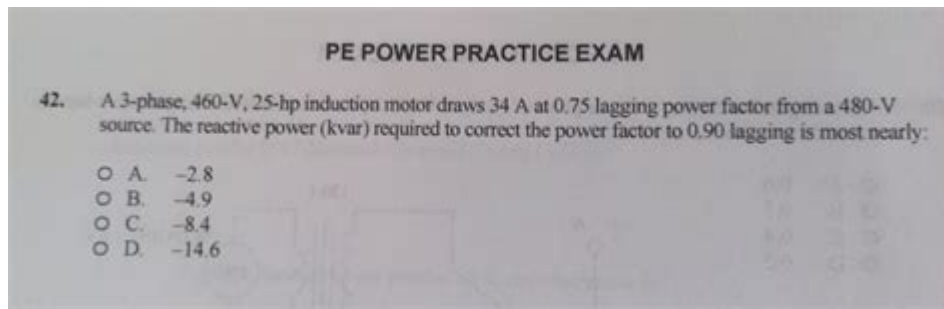 PE POWER PRACTICE EXAM
42. A 3-phase, 460-V, 25-hp induction motor draws 34 A at 0.75 lagging power factor from a 480-V
source. The reactive power (kvar) required to correct the power factor to 0.90 lagging is most nearly:
O A. –2.8
O B. –4.9
O C. –8.4
O D. –14.6